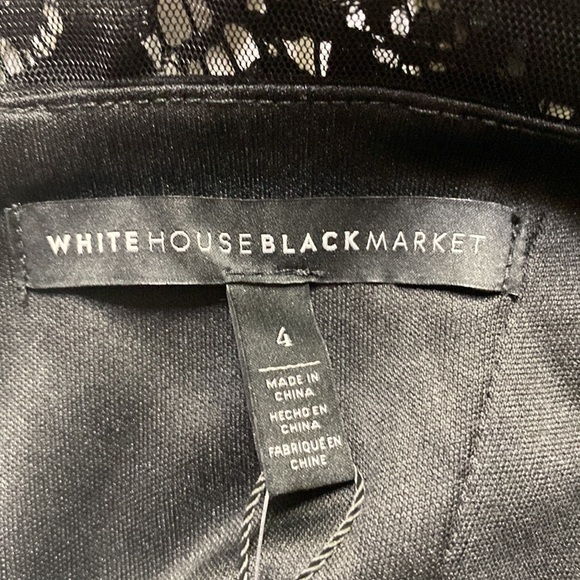 WHITEHOUSEBLACKMARKET
4
MADE IN
CHINA
HECHO EN
CHINA
FABRIQUÉ EN
CHINE